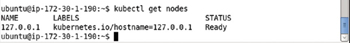 ubuntu@ip-172-30-1-190:~$ kubectl get nodes
NAME LABELS STATUS
127.0.0.1 kubernetes.io/hostname=127.0.0.1 Ready
ubuntu@ip-172-30-1-190:~$